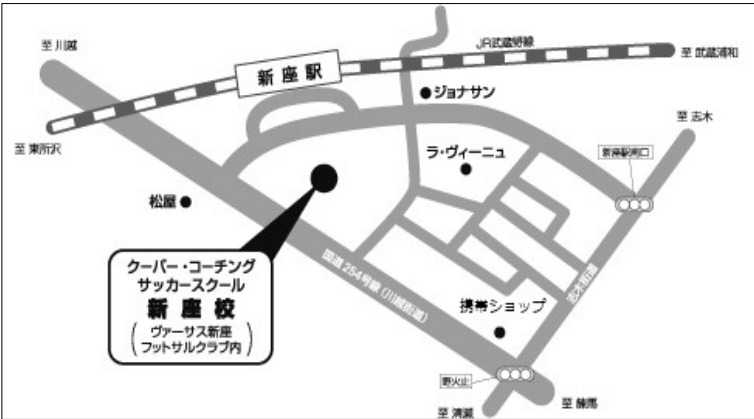 至 川越
JR武蔵野線
至 武蔵浦和
新座駅
ジョナサン
至 志木
至 東所沢
ラ・ヴィーニュ
新座駅南口
松屋
クーバー・コーチング
サッカースクール
新座校
(ヴァーサス新座
フットサルクラブ内)
国道254号線(川越街道)
志木街道
携帯ショップ
野火止
至 練馬
至 清瀬